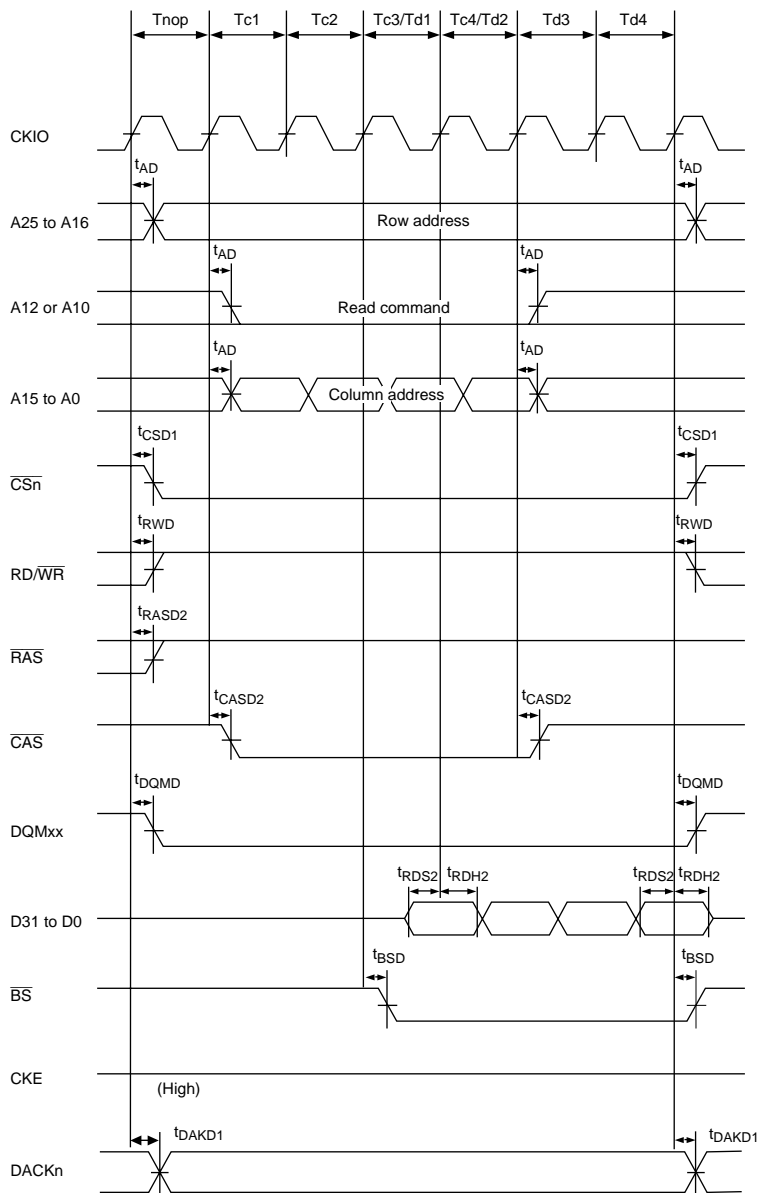 Tnop Tc1 Tc2 Tc3/Td1 Tc4/Td2 Td3 Td4
CKIO
tAD tAD
A25 to A16 Row address
tAD tAD
A12 or A10 Read command
tAD tAD
A15 to A0 Column address
tCSD1 tCSD1
CSn
tRWD tRWD
RD/WR
tRASD2
RAS
tCASD2 tCASD2
CAS
tDQMD tDQMD
DQMxx
tRDS2 tRDH2 tRDS2 tRDH2
D31 to D0
tBSD tBSD
BS
CKE
(High)
tDAKD1 tDAKD1
DACKn